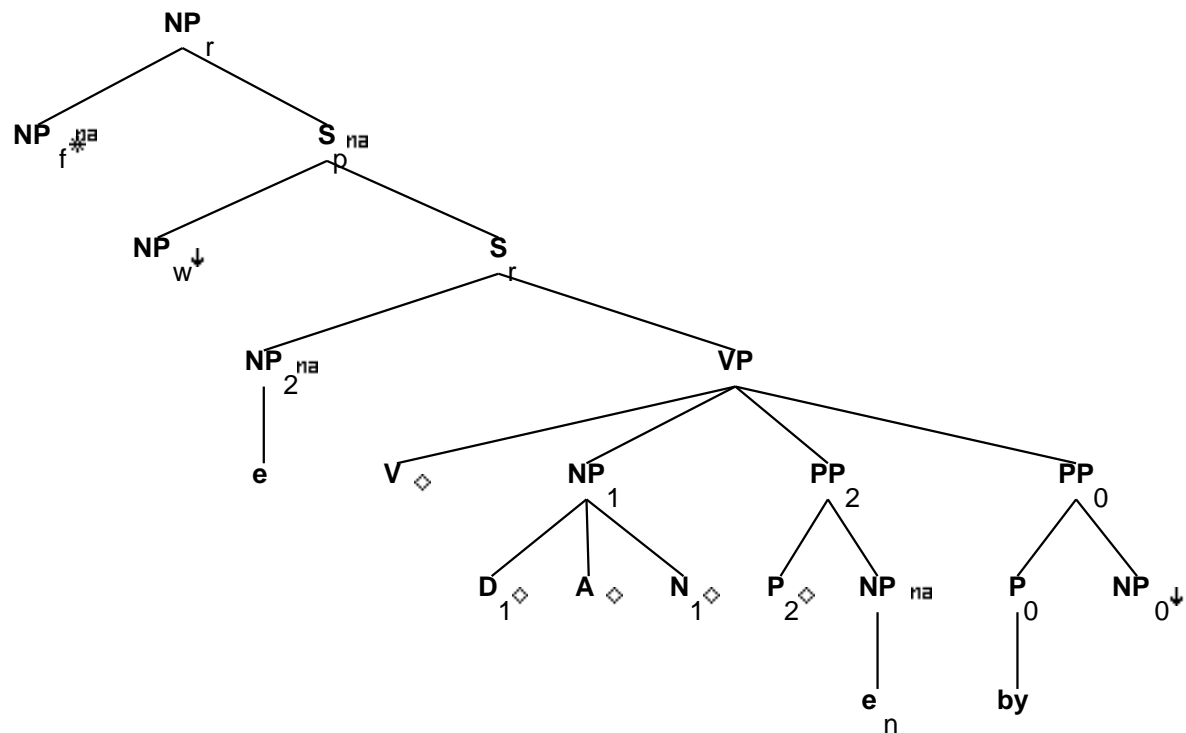 NP r
NP f * na S p na
NP w ↓ S r
NP 2 na VP
e V ◇ NP 1 PP 2 PP 0
D 1 ◇ A ◇ N 1 ◇ P 2 ◇ NP na P 0 NP 0 ↓
e n by